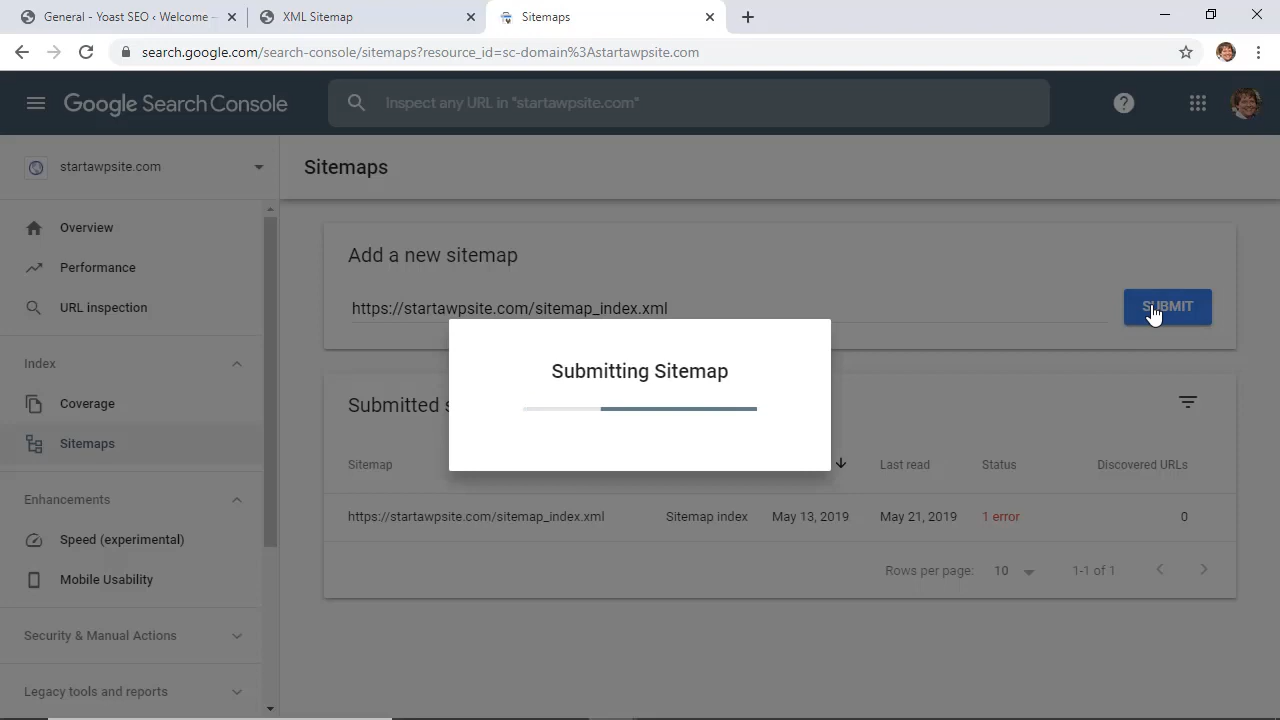 General - Yoast SEO ‹ Welcome –
XML Sitemap
Sitemaps
search.google.com/search-console/sitemaps?resource_id=sc-domain%3Astartawpsite.com
Google Search Console
Inspect any URL in "startawpsite.com"
startawpsite.com
Sitemaps
Overview
Performance
URL inspection
Index
Coverage
Sitemaps
Enhancements
Speed (experimental)
Mobile Usability
Security & Manual Actions
Legacy tools and reports
Add a new sitemap
https://startawpsite.com/sitemap_index.xml
SUBMIT
Submitting Sitemap
Submitted s
Sitemap Last read Status Discovered URLs
https://startawpsite.com/sitemap_index.xml Sitemap index May 13, 2019 May 21, 2019 1 error 0
Rows per page: 10 1-1 of 1